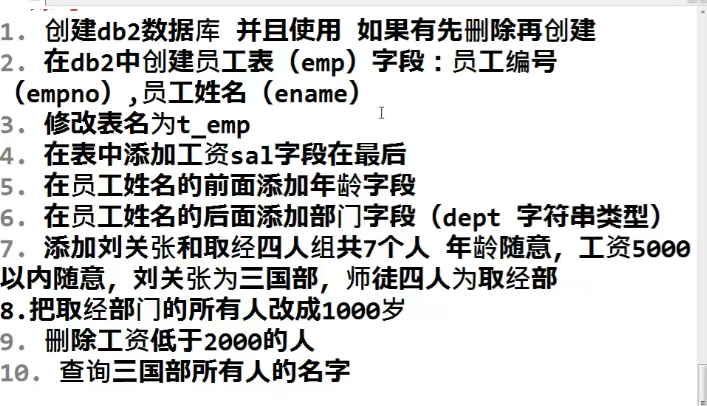 1. 创建db2数据库 并且使用 如果有先删除再创建
2. 在db2中创建员工表（emp）字段：员工编号
（empno）,员工姓名（ename）
3. 修改表名为t_emp
4. 在表中添加工资sal字段在最后
5. 在员工姓名的前面添加年龄字段
6. 在员工姓名的后面添加部门字段（dept 字符串类型）
7. 添加刘关张和取经四人组共7个人 年龄随意，工资5000
以内随意，刘关张为三国部，师徒四人为取经部
8.把取经部门的所有人改成1000岁
9. 删除工资低于2000的人
10. 查询三国部所有人的名字